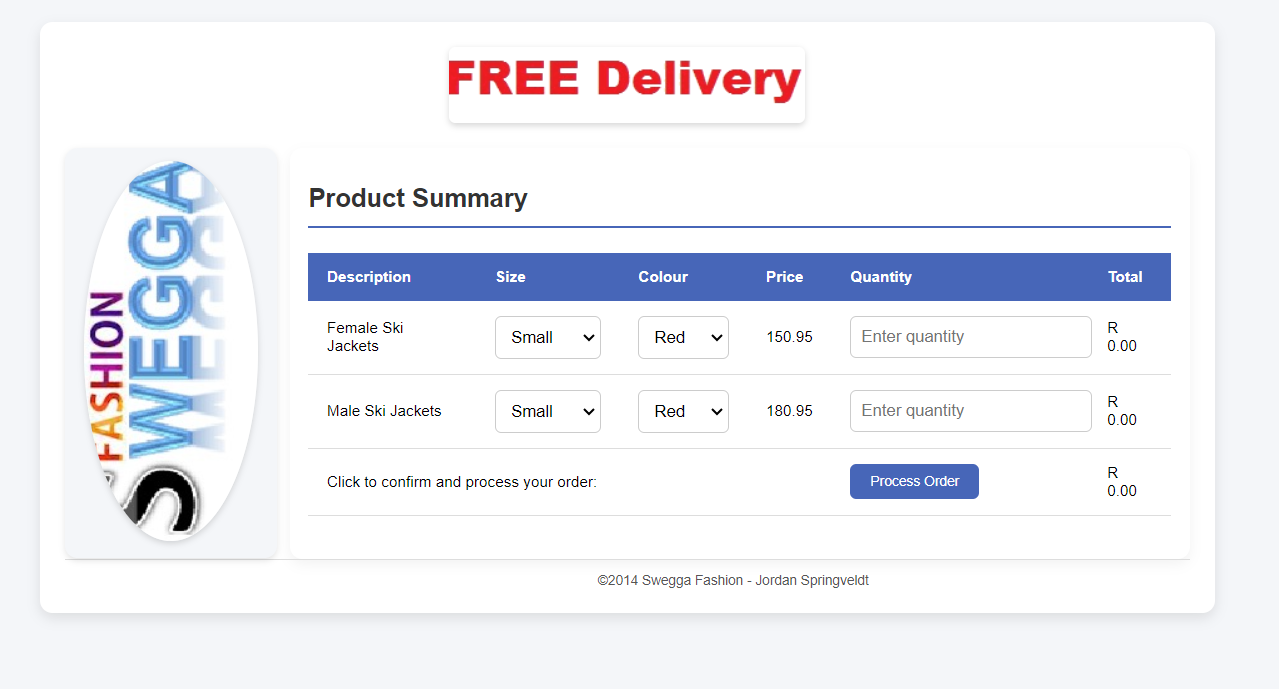 FREE Delivery
FASHION
SWEGGA
Product Summary
Description Size Colour Price Quantity Total
Female Ski Jackets Small Red 150.95 Enter quantity R 0.00
Male Ski Jackets Small Red 180.95 Enter quantity R 0.00
Click to confirm and process your order: Process Order R 0.00
©2014 Swegga Fashion - Jordan Springveldt